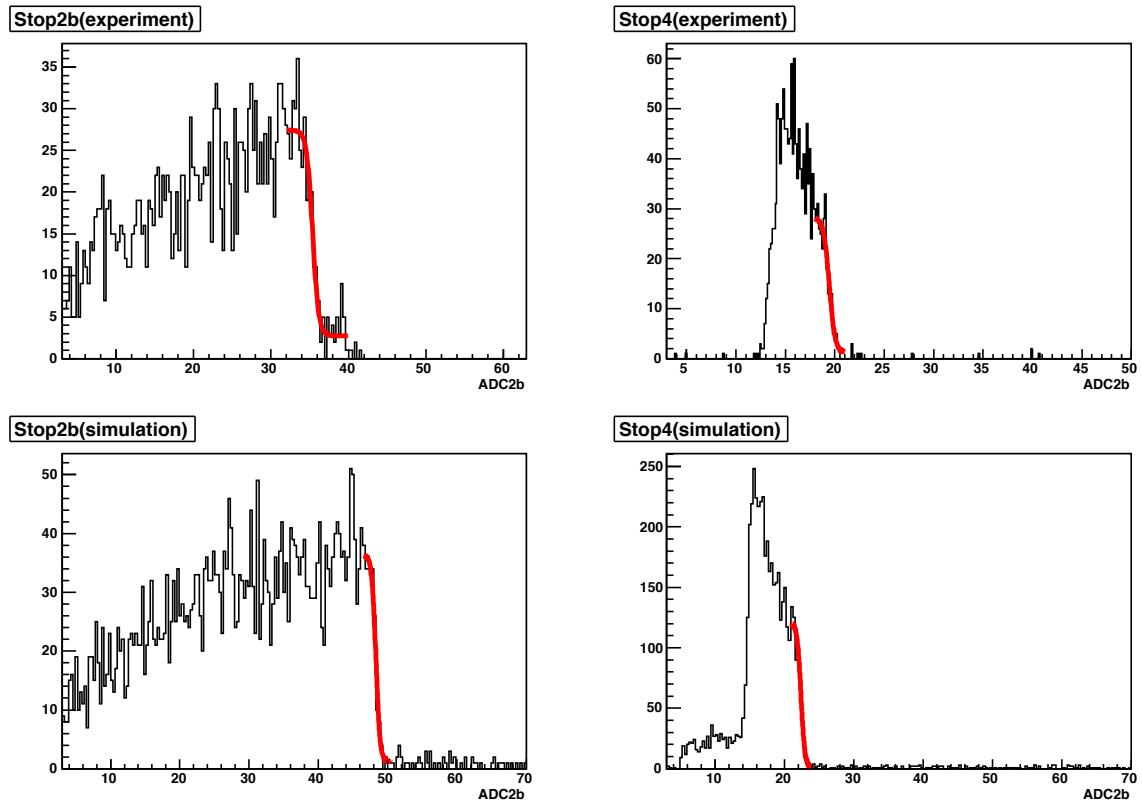 Stop2b(experiment)
35
30
25
20
15
10
5
0
10 20 30 40 50 60
ADC2b
Stop4(experiment)
60
50
40
30
20
10
0
5 10 15 20 25 30 35 40 45 50
ADC2b
Stop2b(simulation)
50
40
30
20
10
0
10 20 30 40 50 60 70
ADC2b
Stop4(simulation)
250
200
150
100
50
0
10 20 30 40 50 60 70
ADC2b